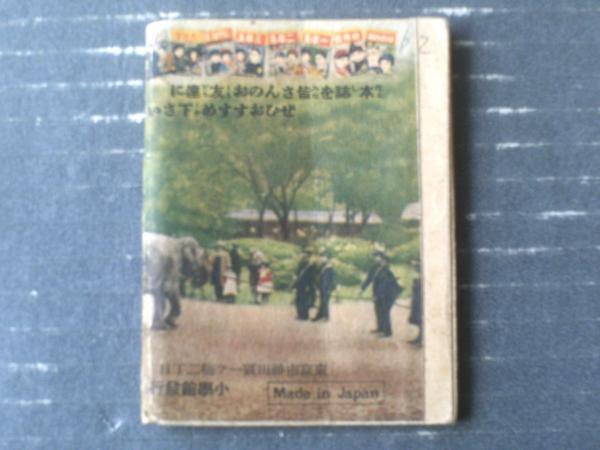 本誌を皆さんのお友達に
ぜひおすすめ下さい
東京市神田區一ツ橋二丁目
小學館發行
Made in Japan